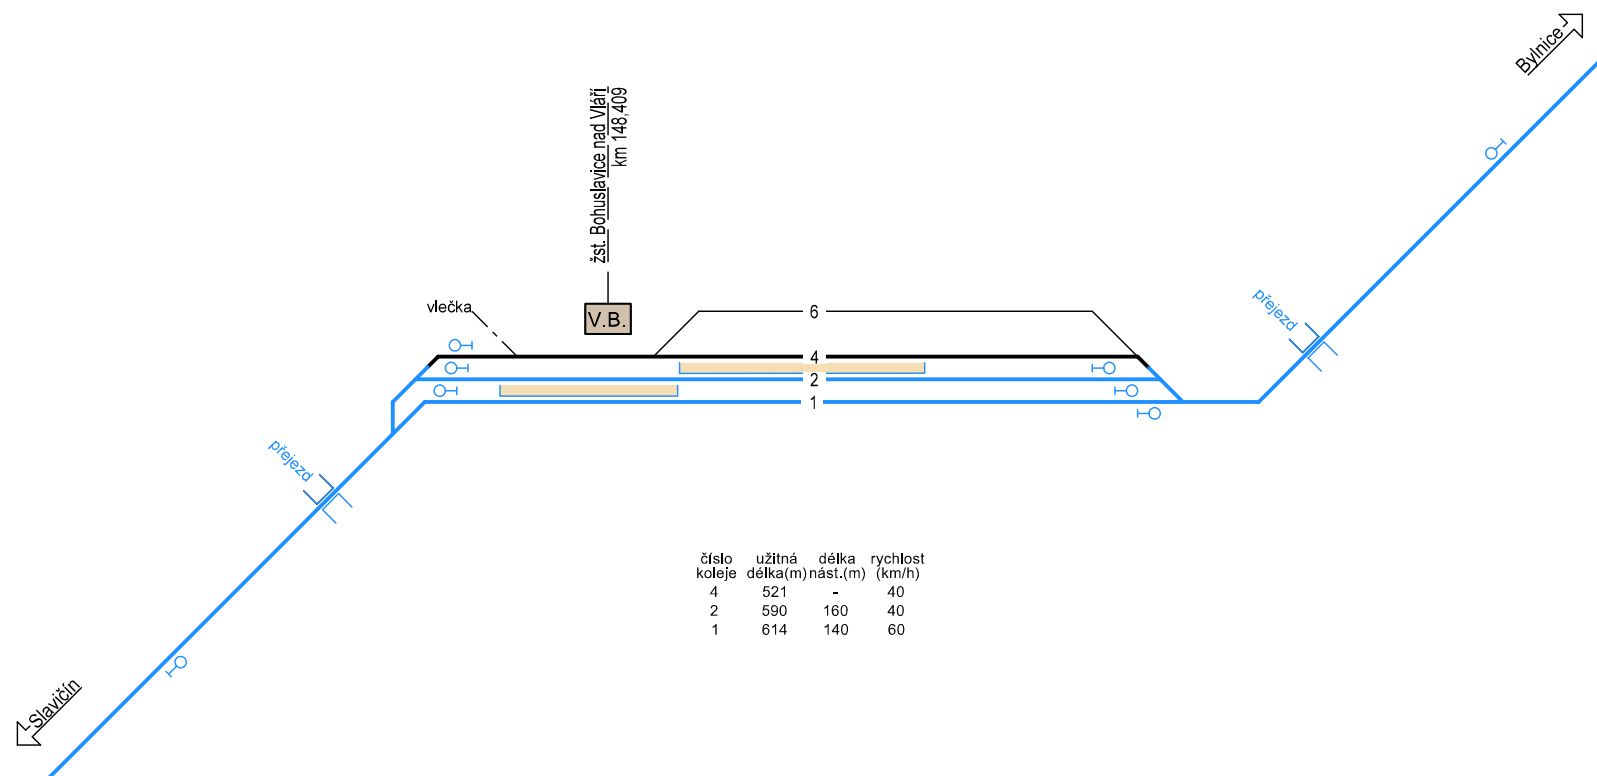 Bylnice
žst. Bohuslavice nad Vláří
km 148,409
přejezd
vlečka
V.B.
6
4
2
1
přejezd
číslo koleje užitná délka(m) délka nást.(m) rychlost (km/h)
4 521 - 40
2 590 160 40
1 614 140 60
Slavičín